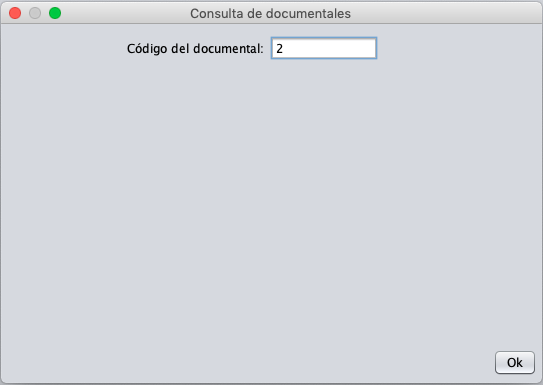 Consulta de documentales
Código del documental: 2
Ok